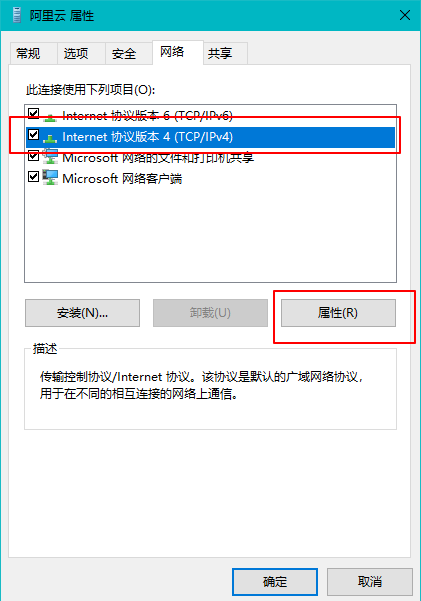 阿里云 属性
常规 选项 安全 网络 共享
此连接使用下列项目(O):
Internet 协议版本 6 (TCP/IPv6)
Internet 协议版本 4 (TCP/IPv4)
Microsoft 网络的文件和打印机共享
Microsoft 网络客户端
安装(N)... 卸载(U) 属性(R)
描述
传输控制协议/Internet 协议。该协议是默认的广域网络协议，
用于在不同的相互连接的网络上通信。
确定 取消